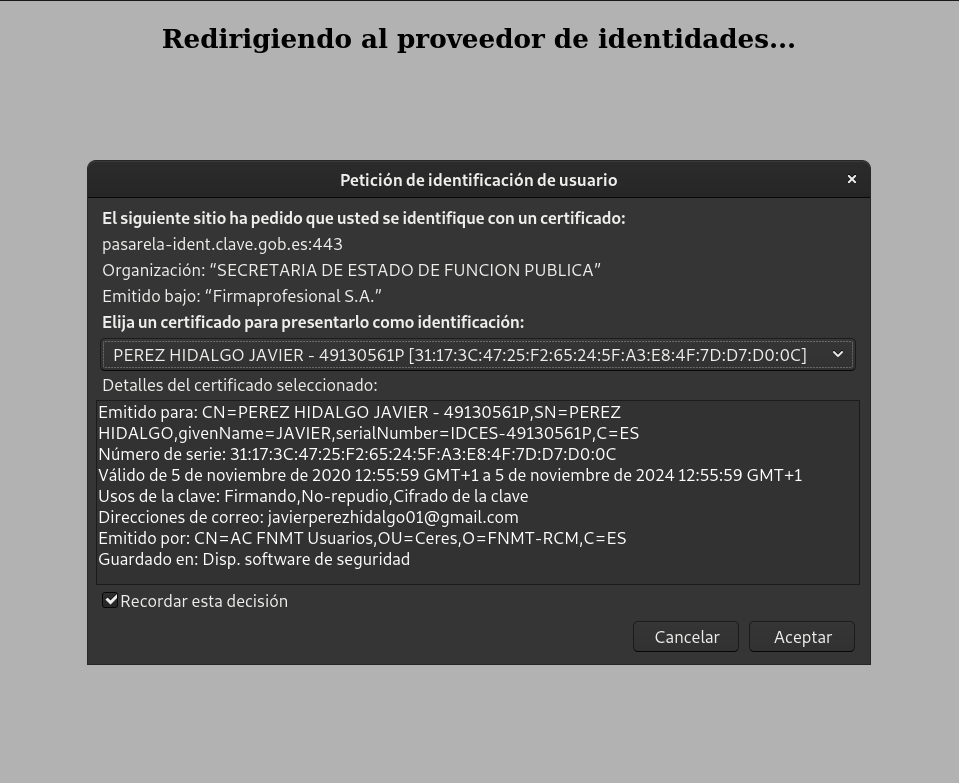 Redirigiendo al proveedor de identidades...
Petición de identificación de usuario
El siguiente sitio ha pedido que usted se identifique con un certificado:
pasarela-ident.clave.gob.es:443
Organización: “SECRETARIA DE ESTADO DE FUNCION PUBLICA”
Emitido bajo: “Firmaprofesional S.A.”
Elija un certificado para presentarlo como identificación:
PEREZ HIDALGO JAVIER - 49130561P [31:17:3C:47:25:F2:65:24:5F:A3:E8:4F:7D:D7:D0:0C]
Detalles del certificado seleccionado:
Emitido para: CN=PEREZ HIDALGO JAVIER - 49130561P,SN=PEREZ
HIDALGO,givenName=JAVIER,serialNumber=IDCES-49130561P,C=ES
Número de serie: 31:17:3C:47:25:F2:65:24:5F:A3:E8:4F:7D:D7:D0:0C
Válido de 5 de noviembre de 2020 12:55:59 GMT+1 a 5 de noviembre de 2024 12:55:59 GMT+1
Usos de la clave: Firmando,No-repudio,Cifrado de la clave
Direcciones de correo: javierperezhidalgo01@gmail.com
Emitido por: CN=AC FNMT Usuarios,OU=Ceres,O=FNMT-RCM,C=ES
Guardado en: Disp. software de seguridad
Recordar esta decisión
Cancelar
Aceptar